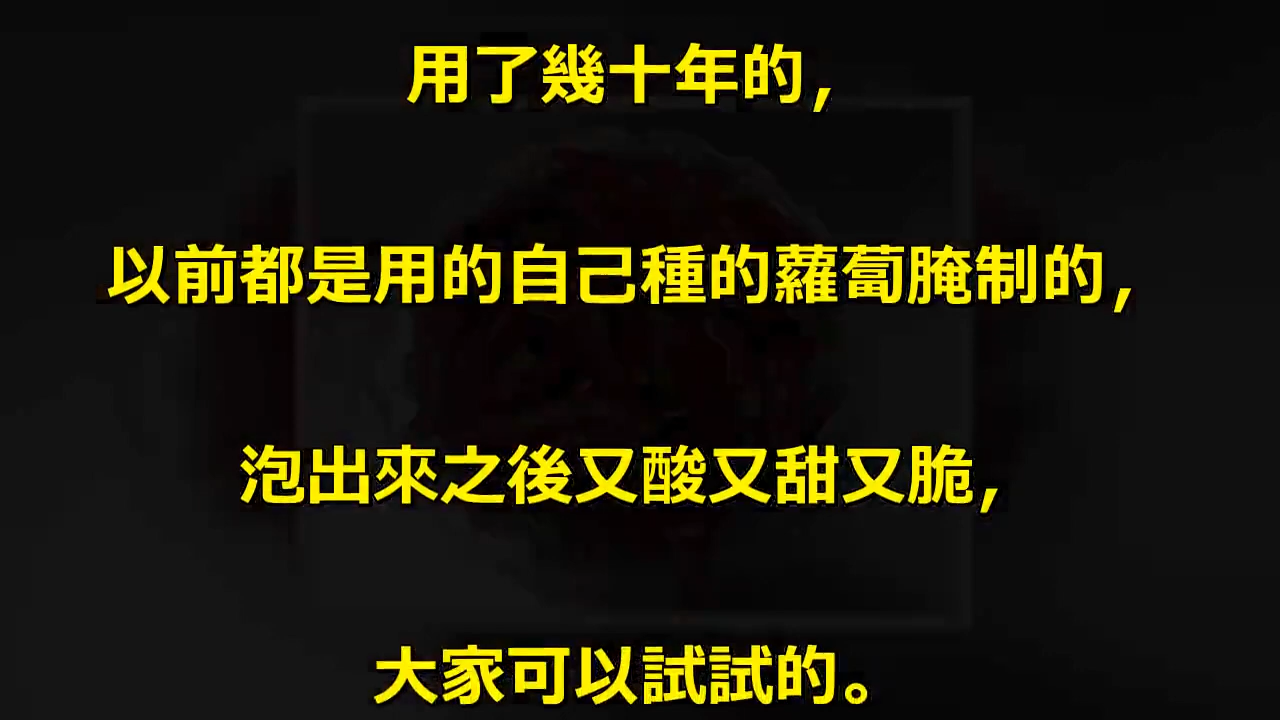 用了幾十年的，
以前都是用的自己種的蘿蔔腌制的，
泡出來之後又酸又甜又脆，
大家可以試試的。